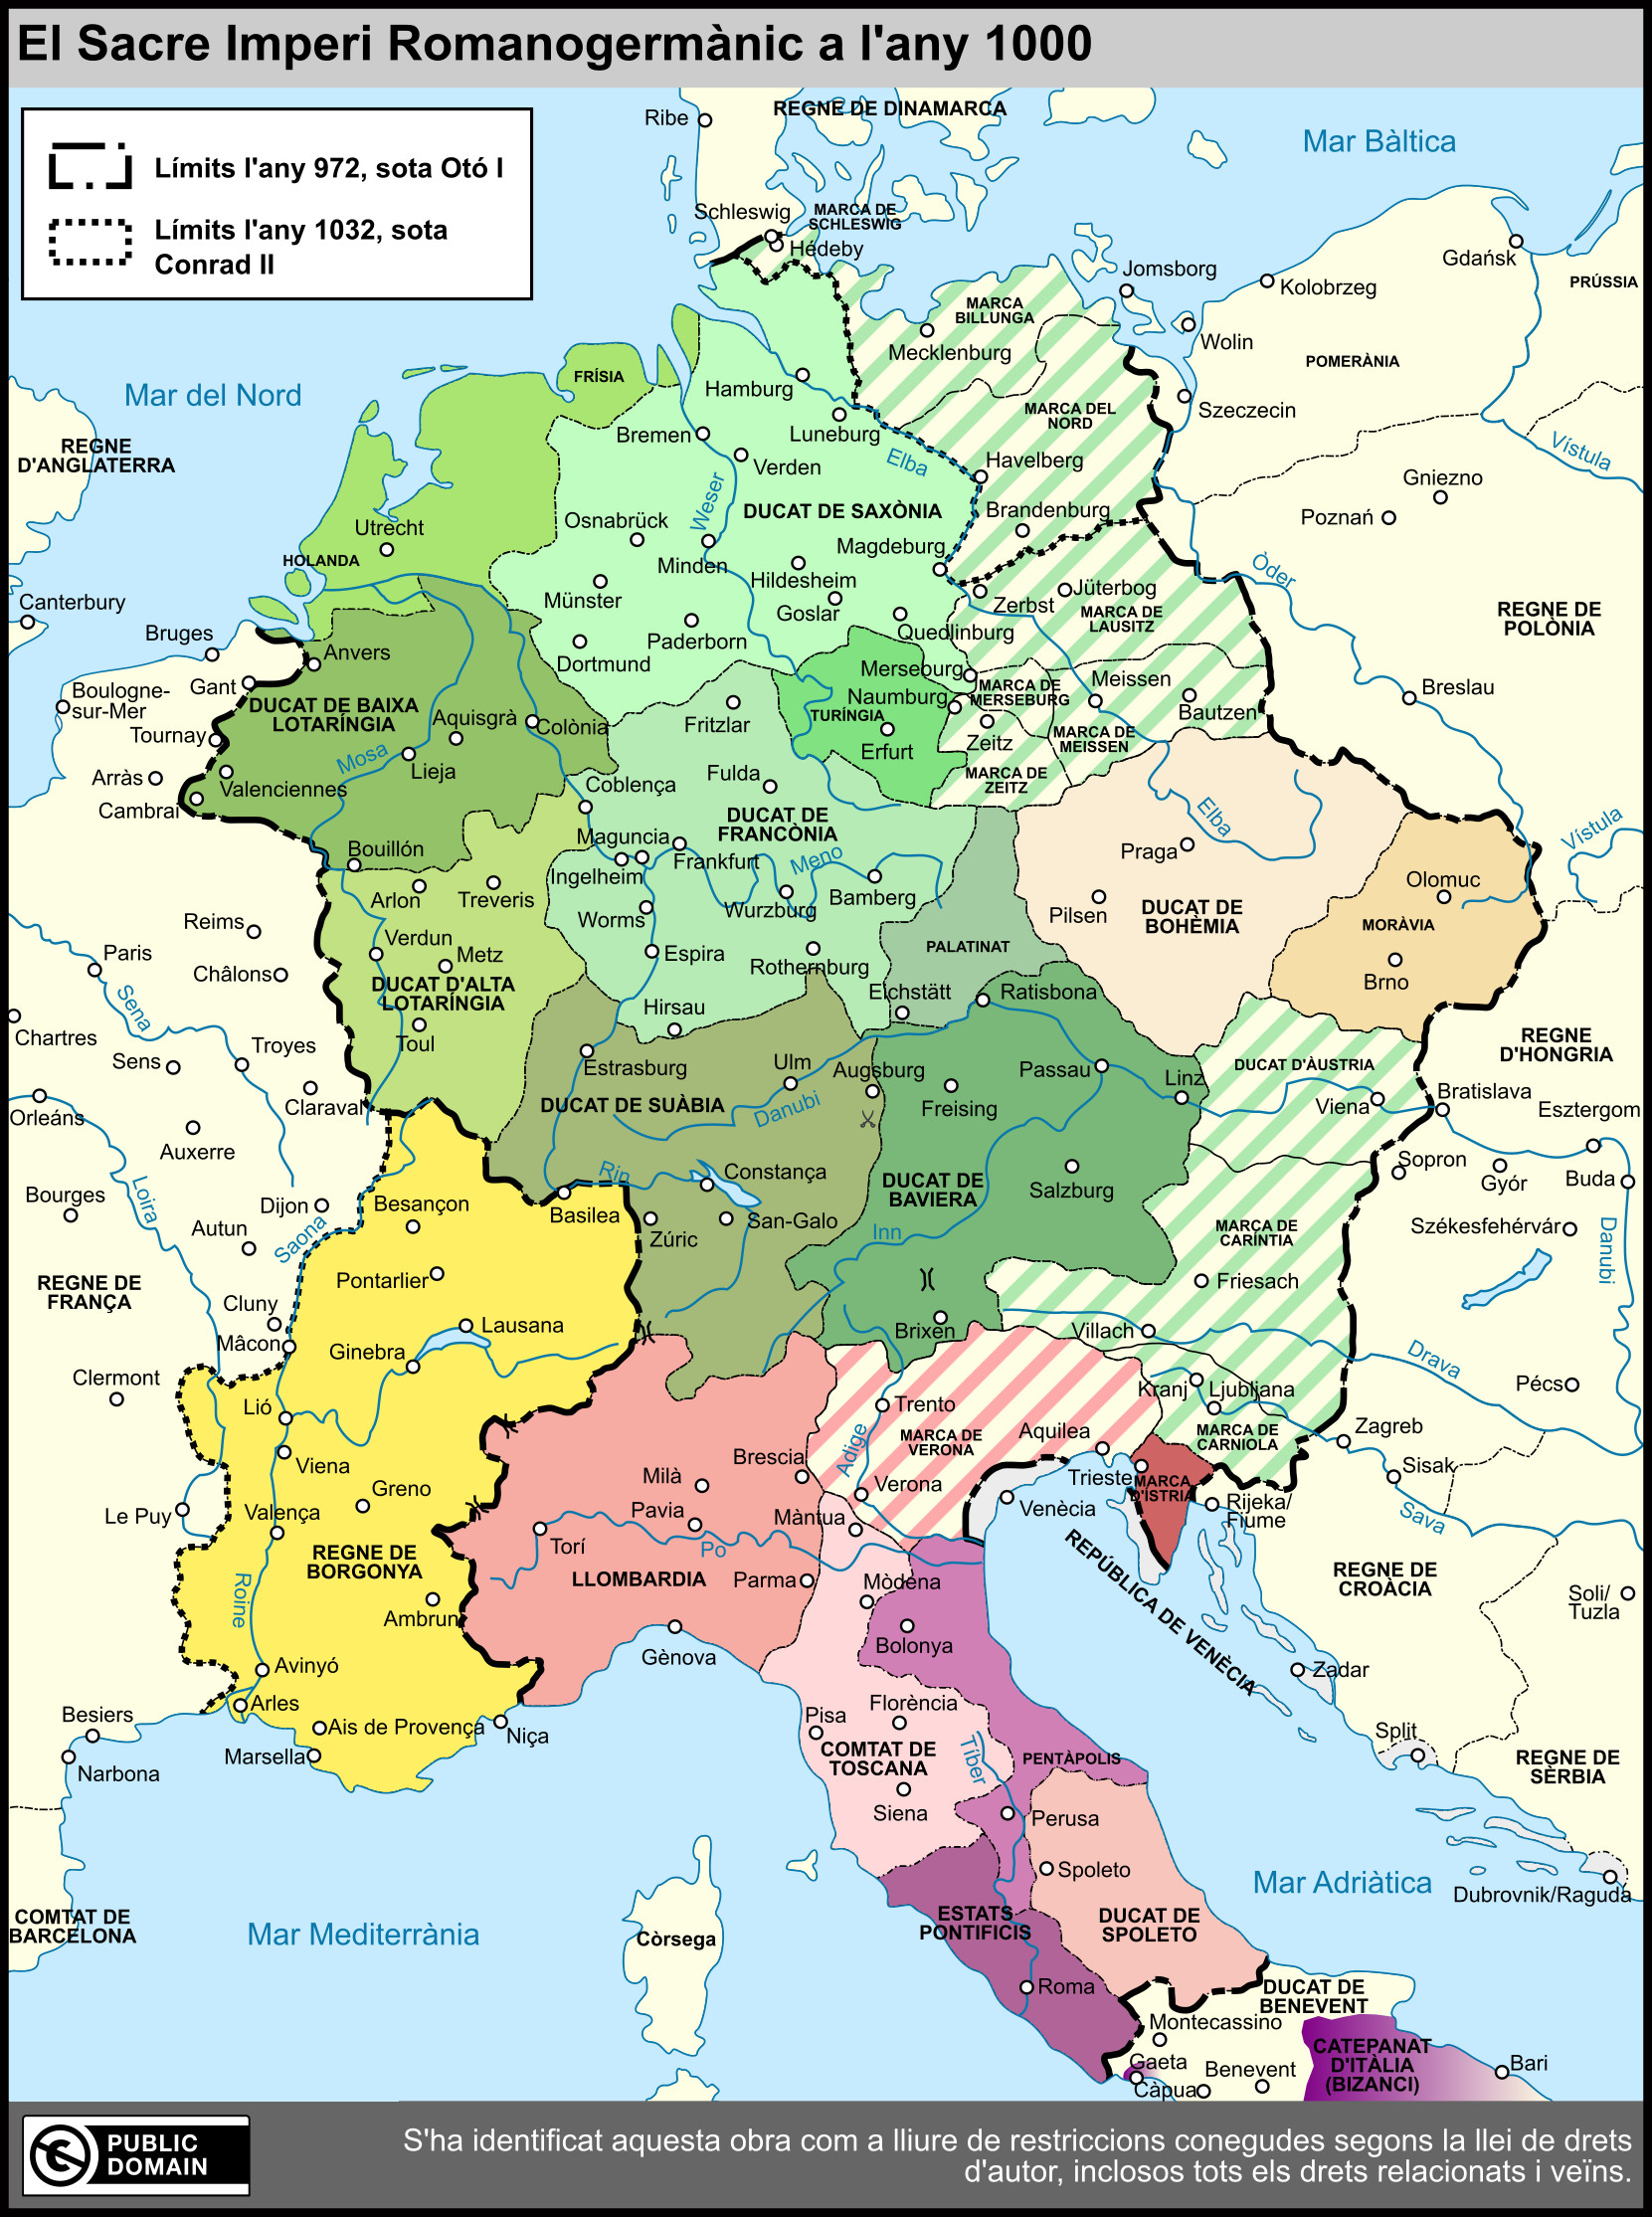 El Sacre Imperi Romanogermànic a l'any 1000
Límits l'any 972, sota Otó I
Límits l'any 1032, sota
Conrad II
Ribe
REGNE DE DINAMARCA
Mar Bàltica
Schleswig
MARCA DE
SCHLESWIG
Hédeby
Gdańsk
Jomsborg
Kolobrzeg
PRÚSSIA
MARCA
BILLUNGA
Mecklenburg
Wolin
POMERÀNIA
FRÍSIA
Mar del Nord
Hamburg
Szeczecin
MARCA DEL
NORD
REGNE
D'ANGLATERRA
Bremen
Luneburg
Verden
Elba
Havelberg
Vístula
Gniezno
Weser
DUCAT DE SAXÒNIA
Brandenburg
Poznań
Utrecht
Osnabrück
Magdeburg
HOLANDA
Minden
Hildesheim
Òder
Jüterbog
Canterbury
Münster
Goslar
Zerbst
MARCA DE
LAUSITZ
REGNE DE
POLÒNIA
Bruges
Paderborn
Quedlinburg
Anvers
Dortmund
Merseburg
Meissen
Gant
MARCA DE
MERSEBURG
Breslau
Boulogne-
sur-Mer
DUCAT DE BAIXA
LOTARÍNGIA
Aquisgrà
Colònia
Fritzlar
Naumburg
TURÍNGIA
Bautzen
Tournay
Erfurt
Zeitz
MARCA DE
MEISSEN
Mosa
Lieja
Arràs
Valenciennes
Coblença
Fulda
MARCA DE
ZEITZ
Cambrai
DUCAT DE
FRANCÒNIA
Elba
Vístula
Maguncia
Bouillón
Frankfurt
Meno
Praga
Ingelheim
Arlon
Treveris
Wurzburg
Bamberg
Olomuc
Reims
Worms
Pilsen
DUCAT DE
BOHÈMIA
MORÀVIA
Verdun
Paris
Metz
Espira
PALATINAT
Châlons
Rothemburg
Brno
DUCAT D'ALTA
LOTARÍNGIA
Sena
Hirsau
Eichstätt
Ratisbona
Chartres
Toul
REGNE
D'HONGRIA
Troyes
Sens
Estrasburg
Ulm
Augsburg
Passau
DUCAT D'ÀUSTRIA
Linz
Claraval
DUCAT DE SUÀBIA
Danubi
Freising
Viena
Bratislava
Esztergom
Orleáns
Auxerre
Rin
Constança
Sopron
Gyór
Buda
Bourges
Loira
Dijon
Besançon
Basilea
DUCAT DE
BAVIERA
Salzburg
Autun
Saona
Zúric
San-Galo
Inn
MARCA DE
CARÍNTIA
Székesfehérvár
Danubi
REGNE DE
FRANÇA
Pontarlier
Friesach
Cluny
Lausana
Brixen
Villach
Mâcon
Ginebra
Drava
Clermont
Kranj
Ljubljana
Pécs
Lió
Trento
MARCA DE
VERONA
Aquilea
MARCA DE
CARNIOLA
Zagreb
Viena
Brescia
Adige
Sisak
Milà
Trieste
MARCA
D'ÍSTRIA
Greno
Verona
Venècia
Rijeka/
Fiume
Le Puy
Valença
Pavia
Màntua
Sava
Torí
Po
REGNE DE
BORGONYA
LLOMBARDIA
Parma
Mòdena
REPÚBLICA DE VENÈCIA
REGNE DE
CROÀCIA
Roine
Soli/
Tuzla
Ambrun
Bolonya
Gènova
Avinyó
Zadar
Arles
Florència
Besiers
Pisa
Ais de Provença
Niça
Split
Marsella
COMTAT DE
TOSCANA
Tíber
PENTÀPOLIS
Narbona
REGNE DE
SÈRBIA
Siena
Perusa
Spoleto
Mar Adriàtica
Dubrovnik/Raguda
COMTAT DE
BARCELONA
Mar Mediterrània
Còrsega
ESTATS
PONTIFICIS
DUCAT DE
SPOLETO
Roma
DUCAT DE
BENEVENT
Montecassino
CATEPANAT
D'ITÀLIA
(BIZANCI)
Gaeta
Benevent
Bari
Càpua
PUBLIC
DOMAIN
S'ha identificat aquesta obra com a lliure de restriccions conegudes segons la llei de drets
d'autor, inclosos tots els drets relacionats i veïns.